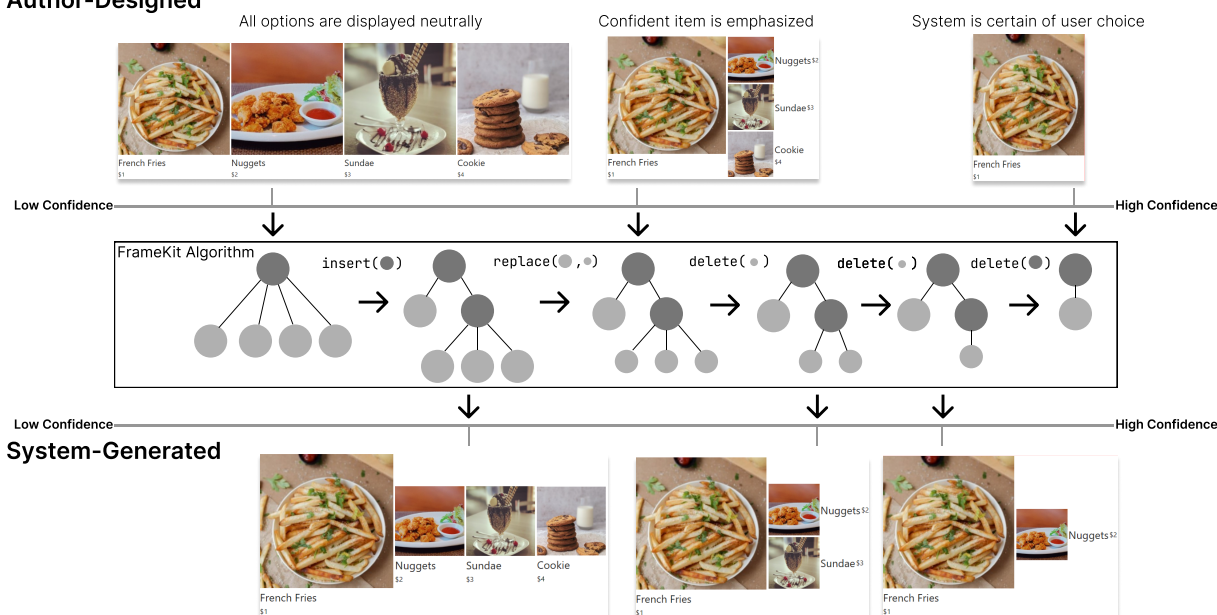 Author-Designed
All options are displayed neutrally
Confident item is emphasized
System is certain of user choice
French Fries
$1
Nuggets
$2
Sundae
$3
Cookie
$4
French Fries
$1
Nuggets $2
Sundae $3
Cookie
$4
French Fries
$1
Low Confidence
High Confidence
FrameKit Algorithm
insert( )
replace( , )
delete( )
delete( )
delete( )
Low Confidence
High Confidence
System-Generated
French Fries
$1
Nuggets
$2
Sundae
$3
Cookie
$4
French Fries
$1
Nuggets $2
Sundae $3
French Fries
$1
Nuggets $2